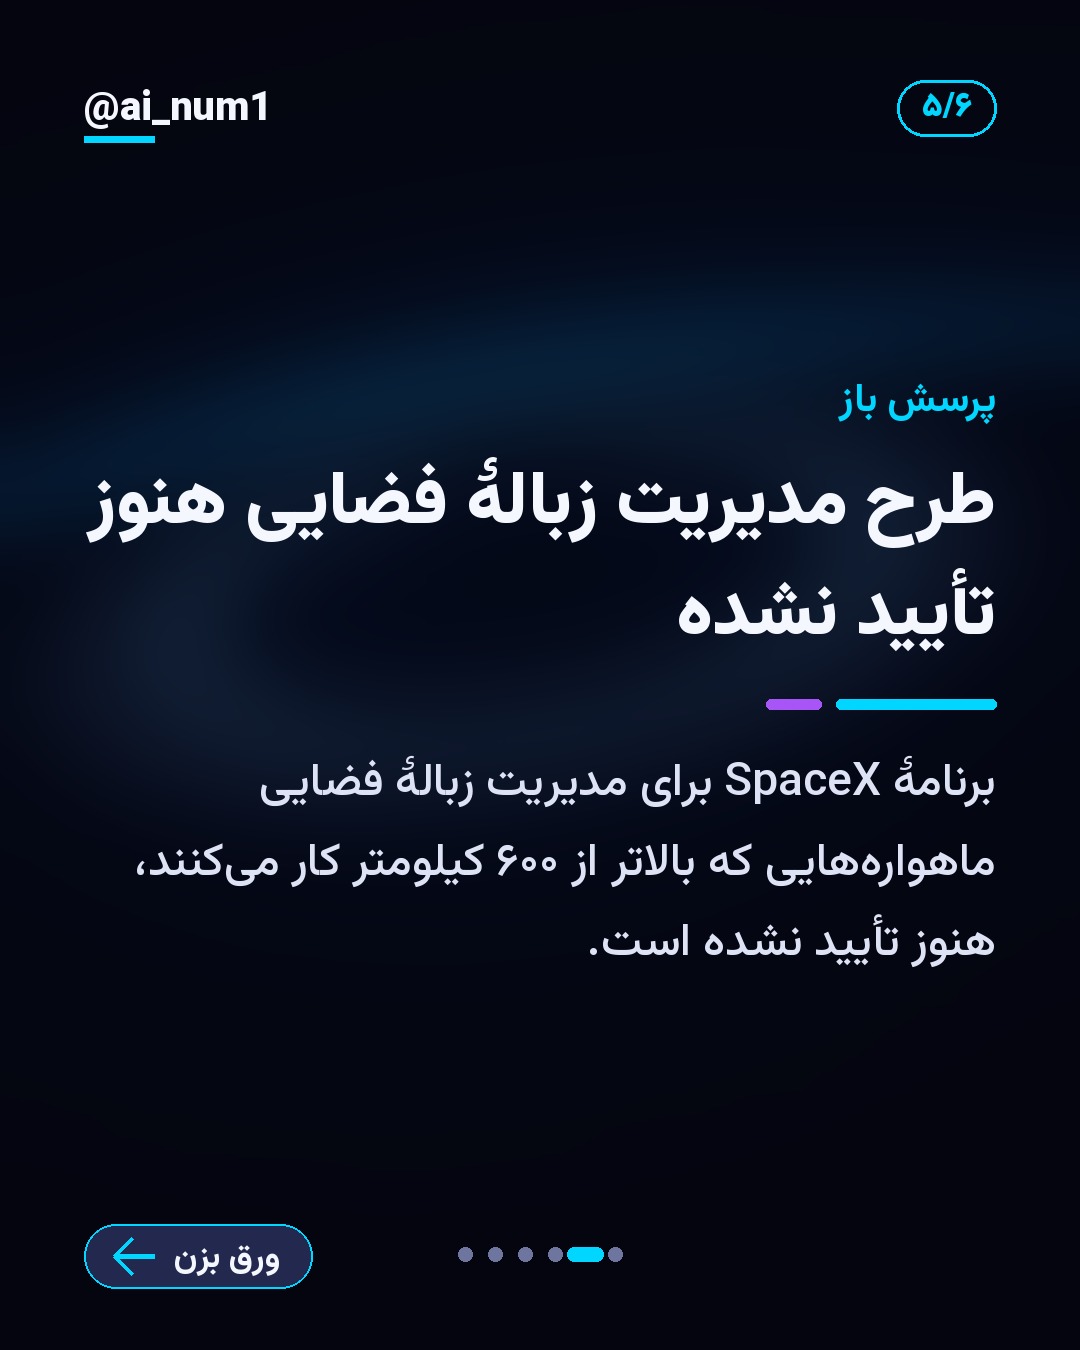 @ai_num1
۵/۶
پرسش باز
طرح مدیریت زبالهٔ فضایی هنوز
تأیید نشده
برنامهٔ SpaceX برای مدیریت زبالهٔ فضایی
ماهواره‌هایی که بالاتر از ۶۰۰ کیلومتر کار می‌کنند،
هنوز تأیید نشده است.
ورق بزن